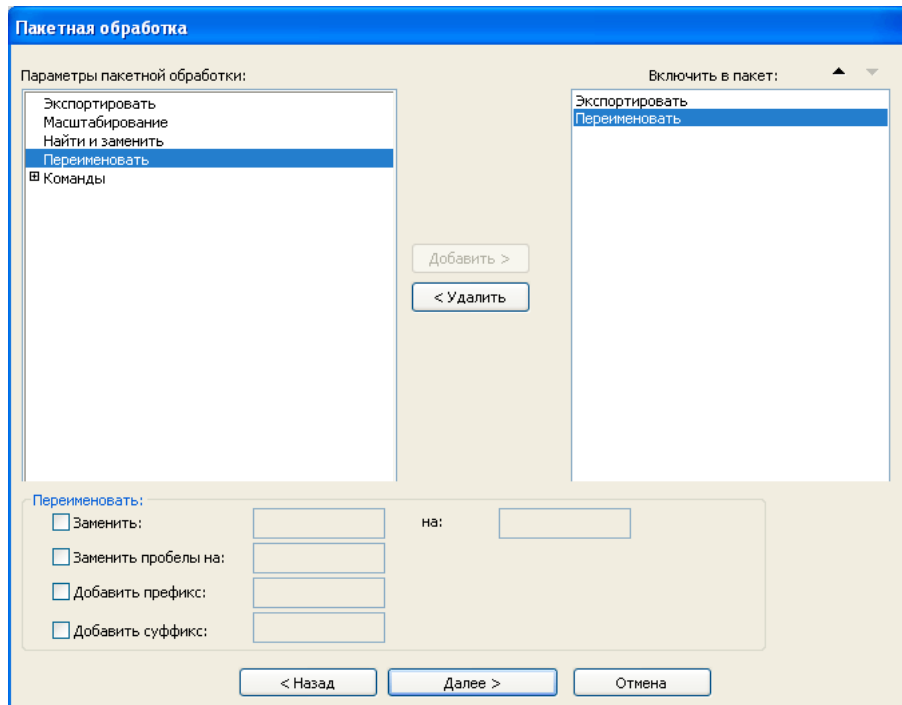 Пакетная обработка
Параметры пакетной обработки:
Включить в пакет:
Экспортировать
Масштабирование
Найти и заменить
Переименовать
Команды
Экспортировать
Переименовать
Добавить >
< Удалить
Переименовать:
Заменить:
на:
Заменить пробелы на:
Добавить префикс:
Добавить суффикс:
< Назад
Далее >
Отмена